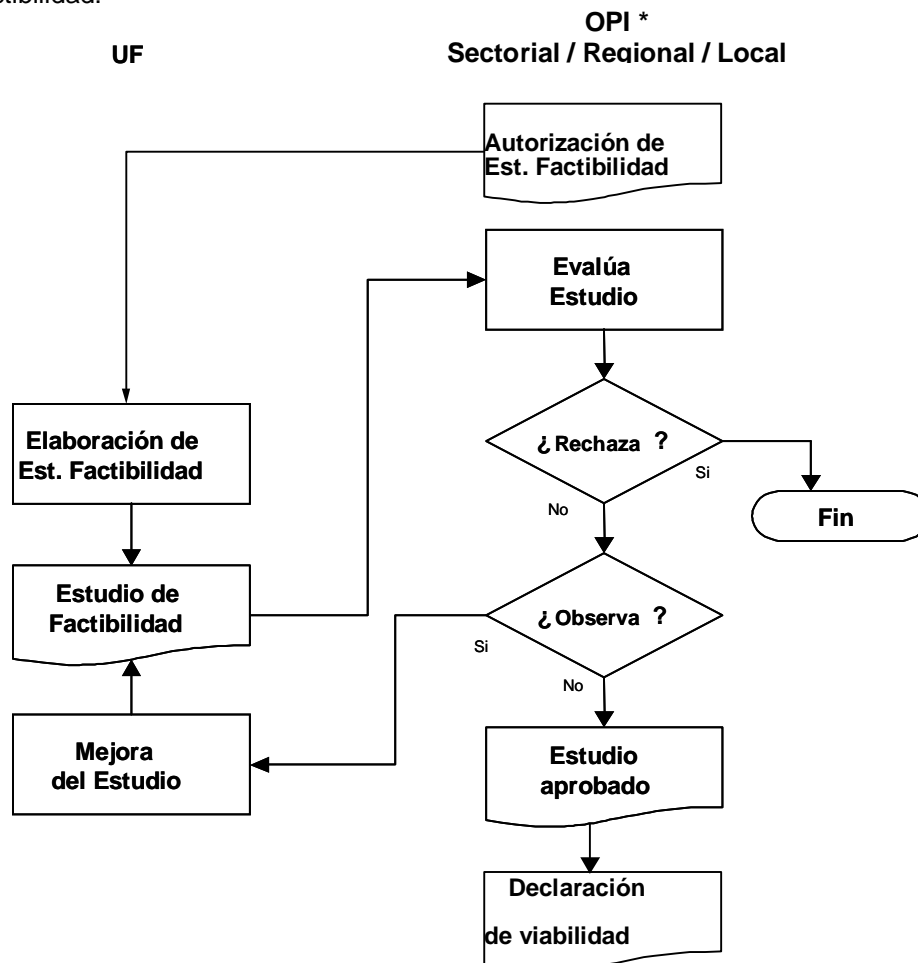 OPI *
UF
Sectorial / Regional / Local
Autorización de
Est. Factibilidad
Evalúa
Estudio
Elaboración de
Est. Factibilidad
¿ Rechaza ?
Si
No
Fin
Estudio de
Factibilidad
¿ Observa ?
Si
No
Mejora
del Estudio
Estudio
aprobado
Declaración
de viabilidad